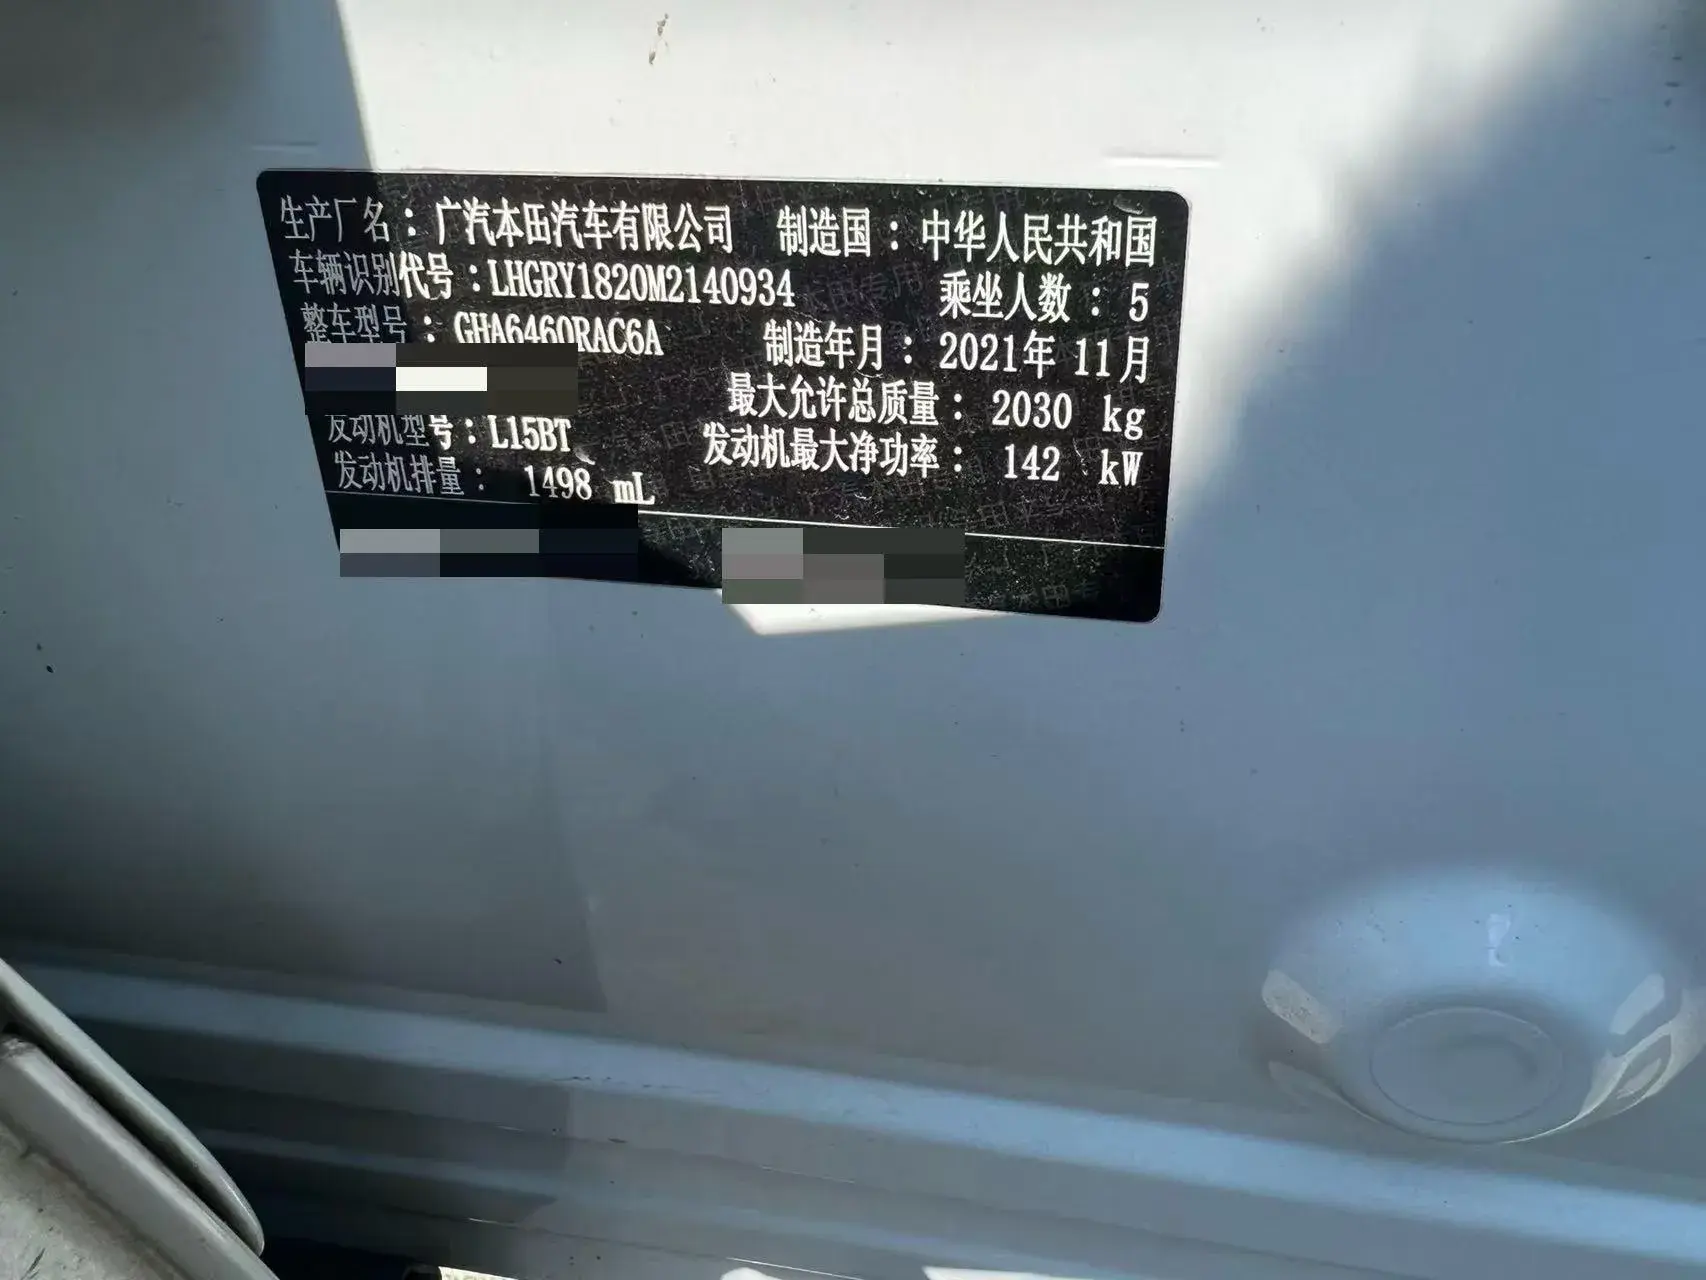 生产厂名：广汽本田汽车有限公司 制造国：中华人民共和国
车辆识别代号：LHGRY1820M2140934 乘坐人数：5
整车型号：GHA6460RAC6A 制造年月：2021年 11月
最大允许总质量：2030 kg
发动机型号：L15BT 发动机最大净功率：142 kW
发动机排量：1498 mL